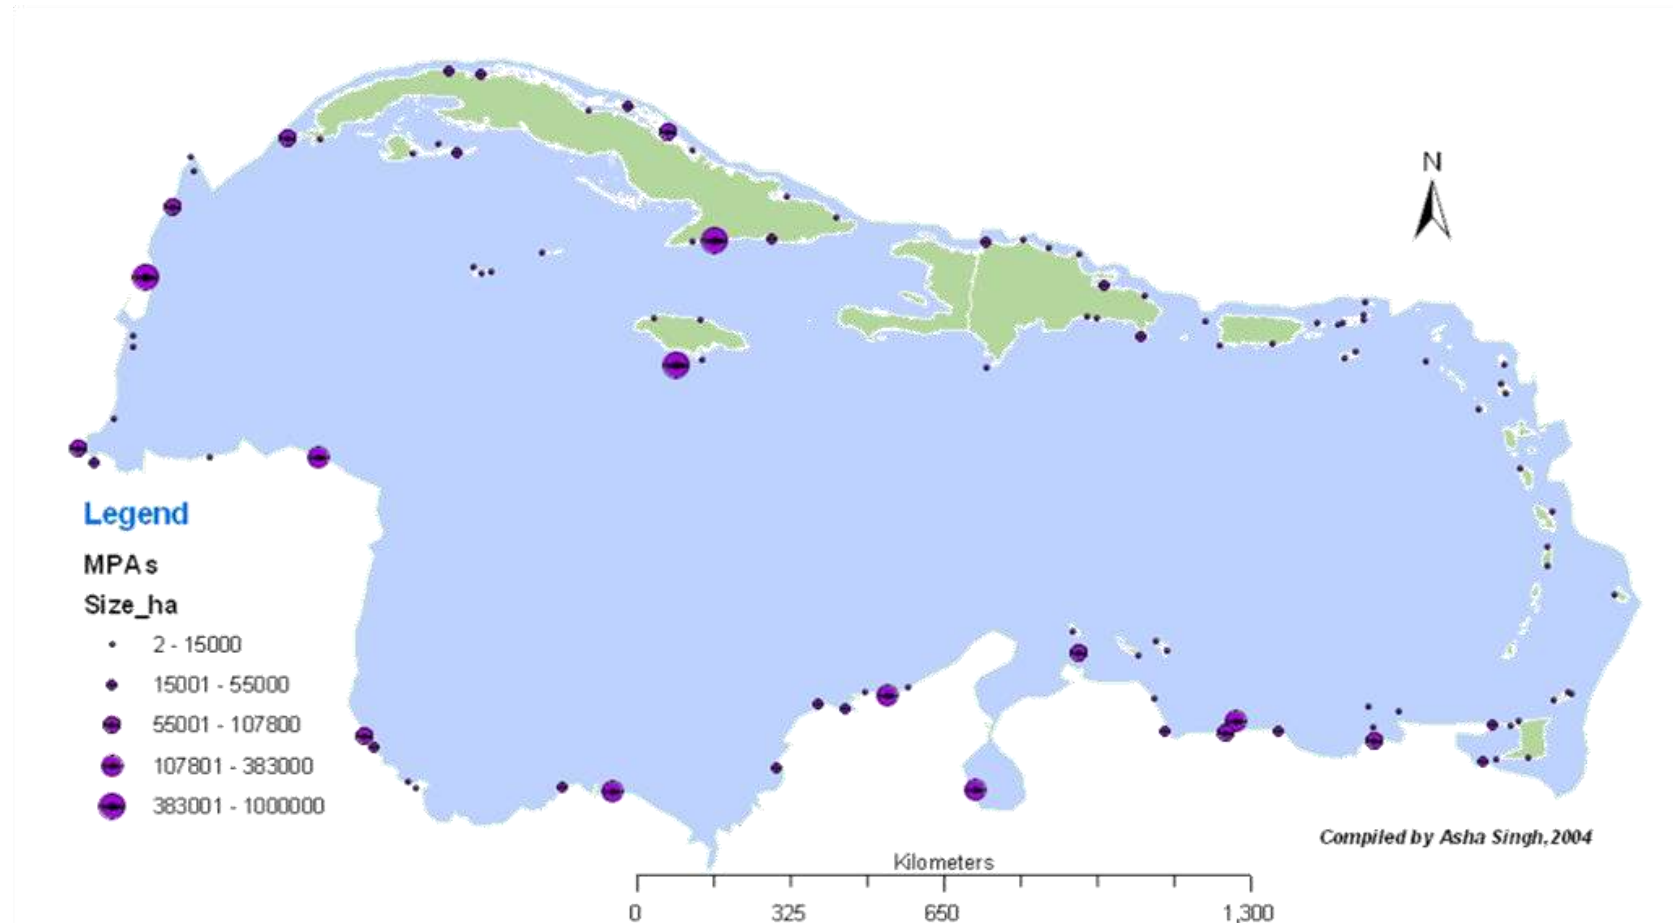 N
Legend
MPAs
Size_ha
2 - 15000
15001 - 55000
55001 - 107800
107801 - 383000
383001 - 1000000
Compiled by Asha Singh,2004
Kilometers
0 325 650 1,300